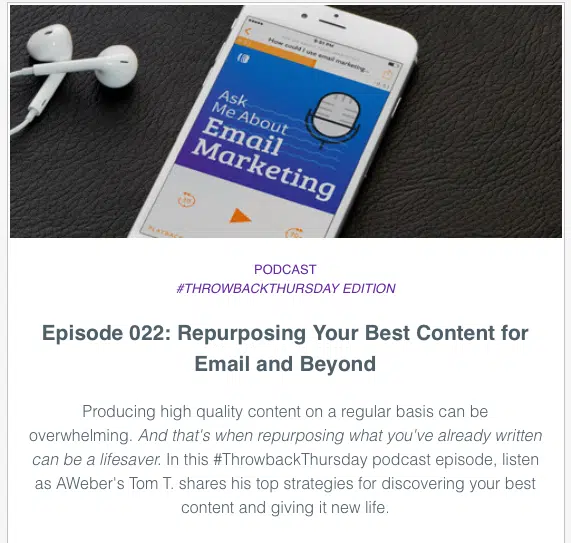 How could I use email marketing...
Ask
Me About
Email
Marketing
PODCAST
#THROWBACKTHURSDAY EDITION
Episode 022: Repurposing Your Best Content for
Email and Beyond
Producing high quality content on a regular basis can be
overwhelming. And that's when repurposing what you've already written
can be a lifesaver. In this #ThrowbackThursday podcast episode, listen
as AWeber's Tom T. shares his top strategies for discovering your best
content and giving it new life.